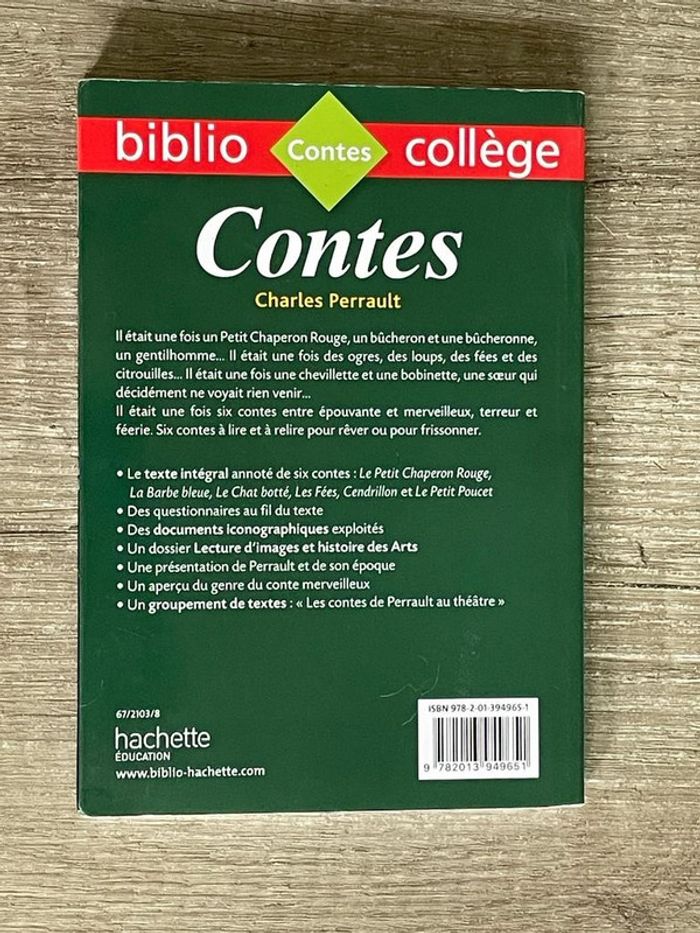 biblio Contes collège
Contes
Charles Perrault
Il était une fois un Petit Chaperon Rouge, un bûcheron et une bûcheronne,
un gentilhomme... Il était une fois des ogres, des loups, des fées et des
citrouilles... Il était une fois une chevillette et une bobinette, une sœur qui
décidément ne voyait rien venir...
Il était une fois six contes entre épouvante et merveilleux, terreur et
féerie. Six contes à lire et à relire pour rêver ou pour frissonner.
• Le texte intégral annoté de six contes : Le Petit Chaperon Rouge,
La Barbe bleue, Le Chat botté, Les Fées, Cendrillon et Le Petit Poucet
• Des questionnaires au fil du texte
• Des documents iconographiques exploités
• Un dossier Lecture d'images et histoire des Arts
• Une présentation de Perrault et de son époque
• Un aperçu du genre du conte merveilleux
• Un groupement de textes : « Les contes de Perrault au théâtre »
67/2103/8
hachette
ÉDUCATION
www.biblio-hachette.com
ISBN 978-2-01-394965-1
9 782013 949651